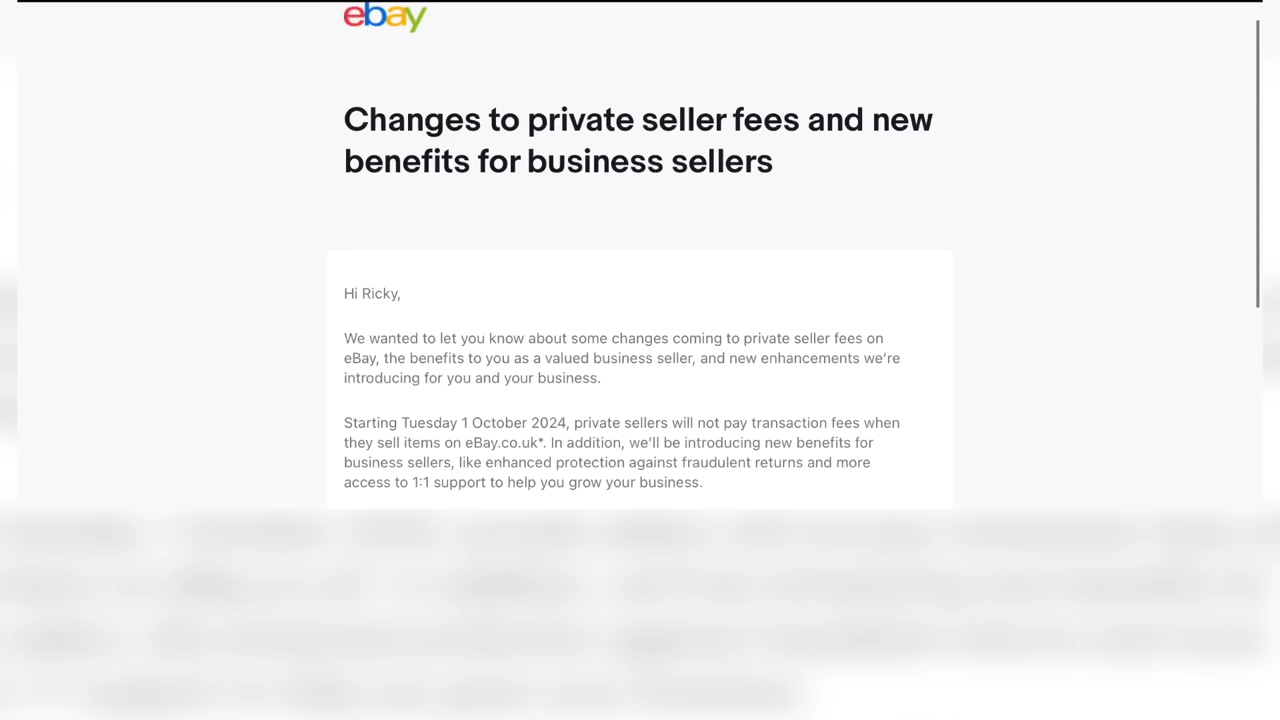 ebay
Changes to private seller fees and new
benefits for business sellers
Hi Ricky,
We wanted to let you know about some changes coming to private seller fees on
eBay, the benefits to you as a valued business seller, and new enhancements we're
introducing for you and your business.
Starting Tuesday 1 October 2024, private sellers will not pay transaction fees when
they sell items on eBay.co.uk*. In addition, we'll be introducing new benefits for
business sellers, like enhanced protection against fraudulent returns and more
access to 1:1 support to help you grow your business.